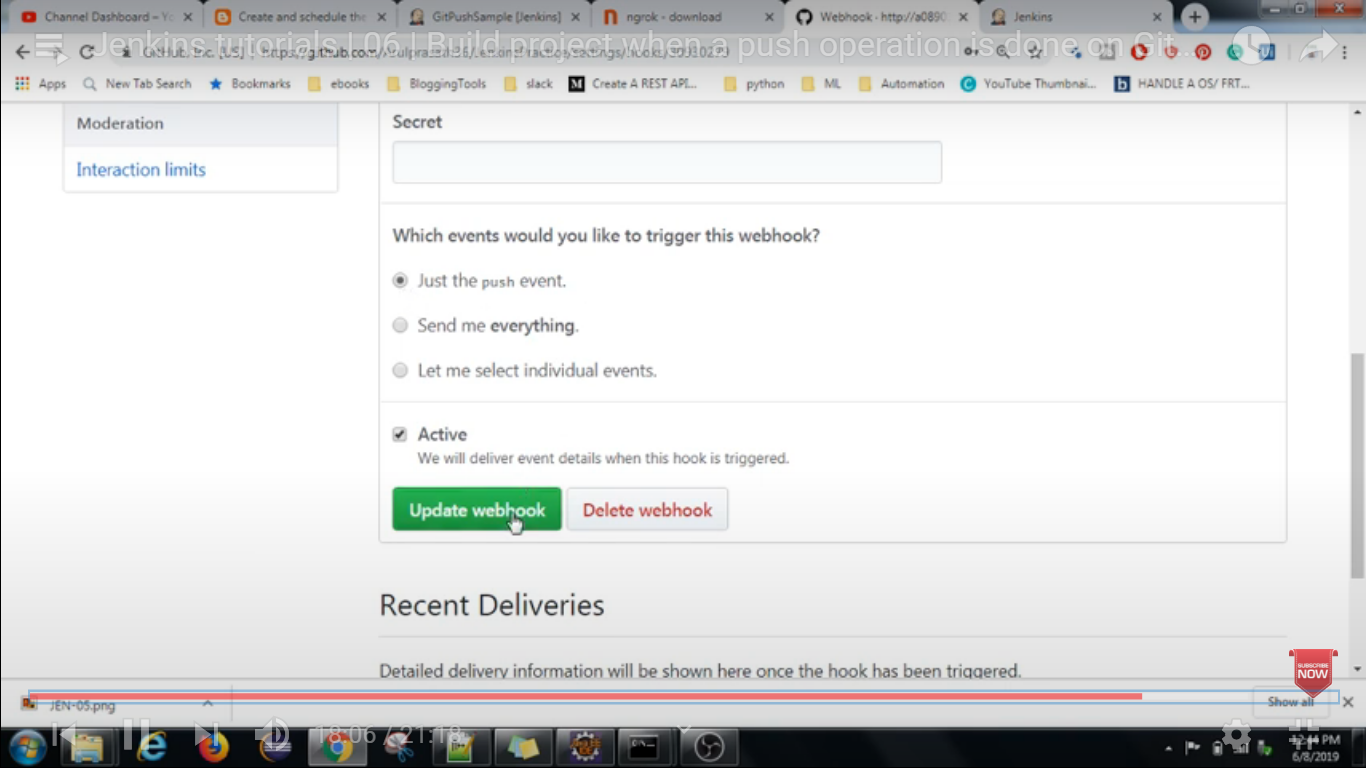 Channel Dashboard – Yo
Create and schedule the
GitPushSample [Jenkins]
ngrok - download
Webhook · http://a0890
Jenkins
Jenkins tutorials | 06 | Build project when a push operation is done on Git...
Apps
New Tab Search
Bookmarks
ebooks
BloggingTools
slack
Create A REST API...
python
ML
Automation
YouTube Thumbnai...
HANDLE A OS/ FRT...
Moderation
Interaction limits
Secret
Which events would you like to trigger this webhook?
Just the push event.
Send me everything.
Let me select individual events.
Active
We will deliver event details when this hook is triggered.
Update webhook
Delete webhook
Recent Deliveries
Detailed delivery information will be shown here once the hook has been triggered.
SUBSCRIBE
NOW
JEN-05.png
Show all
18:06 / 21:18
12:44 PM
6/8/2019